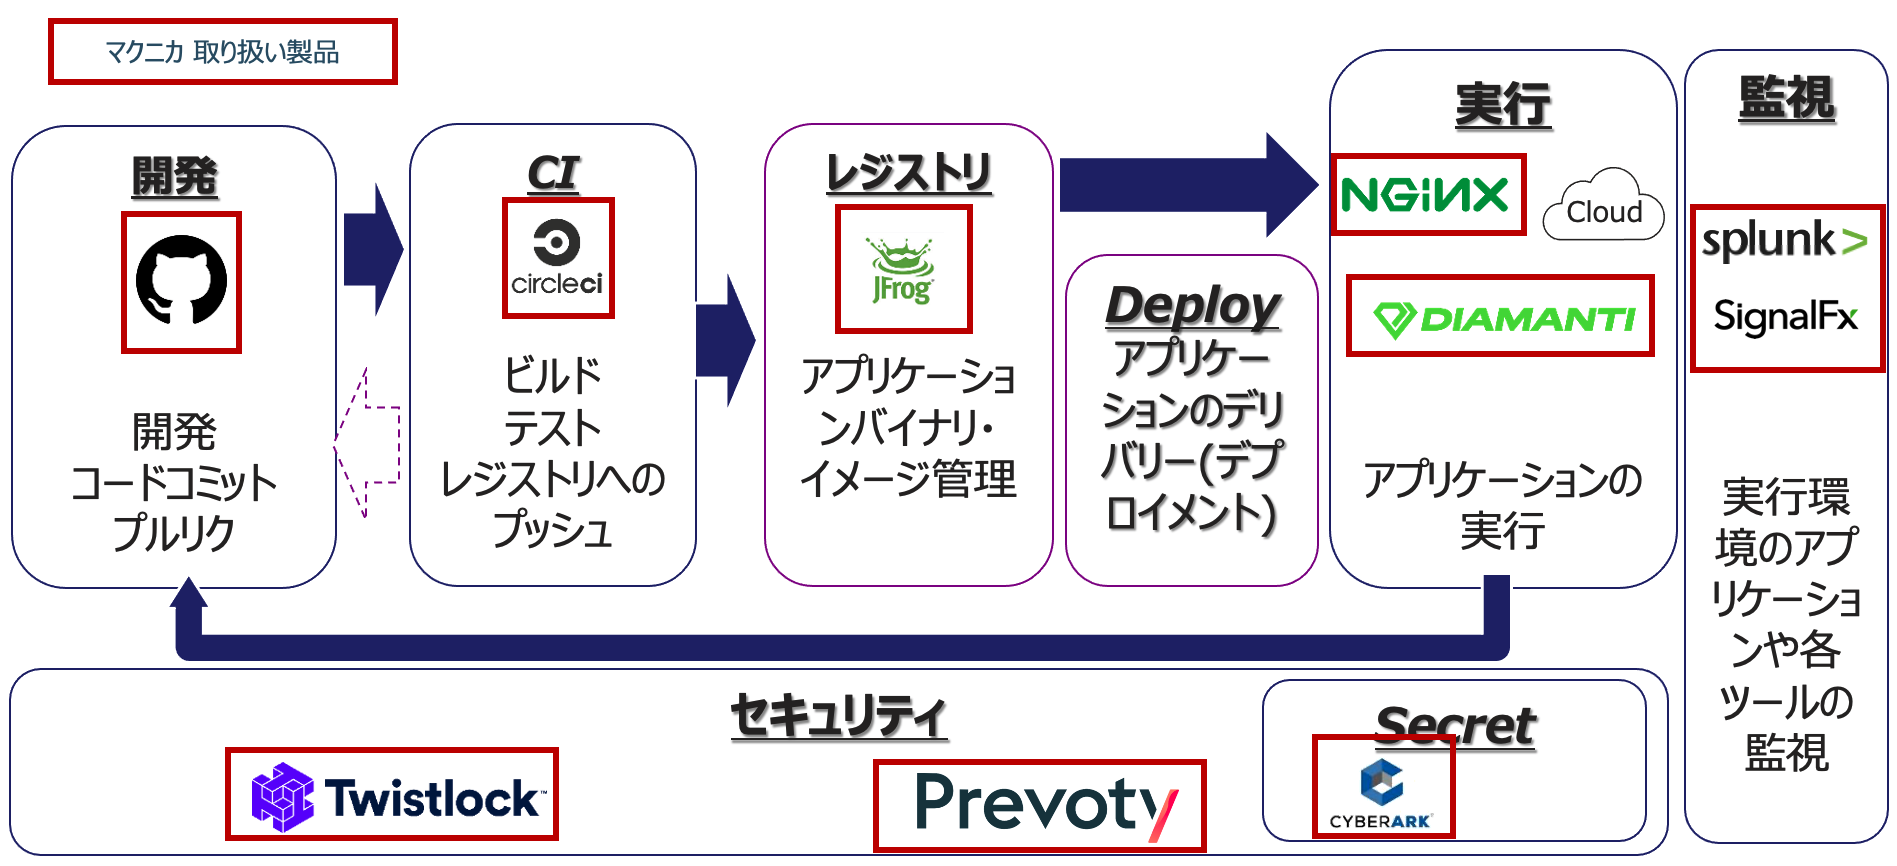 マクニカ 取り扱い製品
開発
開発
コードコミット
プルリク
CI
circleci
ビルド
テスト
レジストリへの
プッシュ
レジストリ
JFrog
アプリケーショ
ンバイナリ・
イメージ管理
Deploy
アプリケー
ションのデリ
バリー(デプ
ロイメント)
実行
NGINX
Cloud
DIAMANTI
アプリケーションの
実行
監視
splunk>
SignalFx
実行環
境のアプ
リケーショ
ンや各
ツールの
監視
セキュリティ
Twistlock™
Prevoty
Secret
CYBERARK